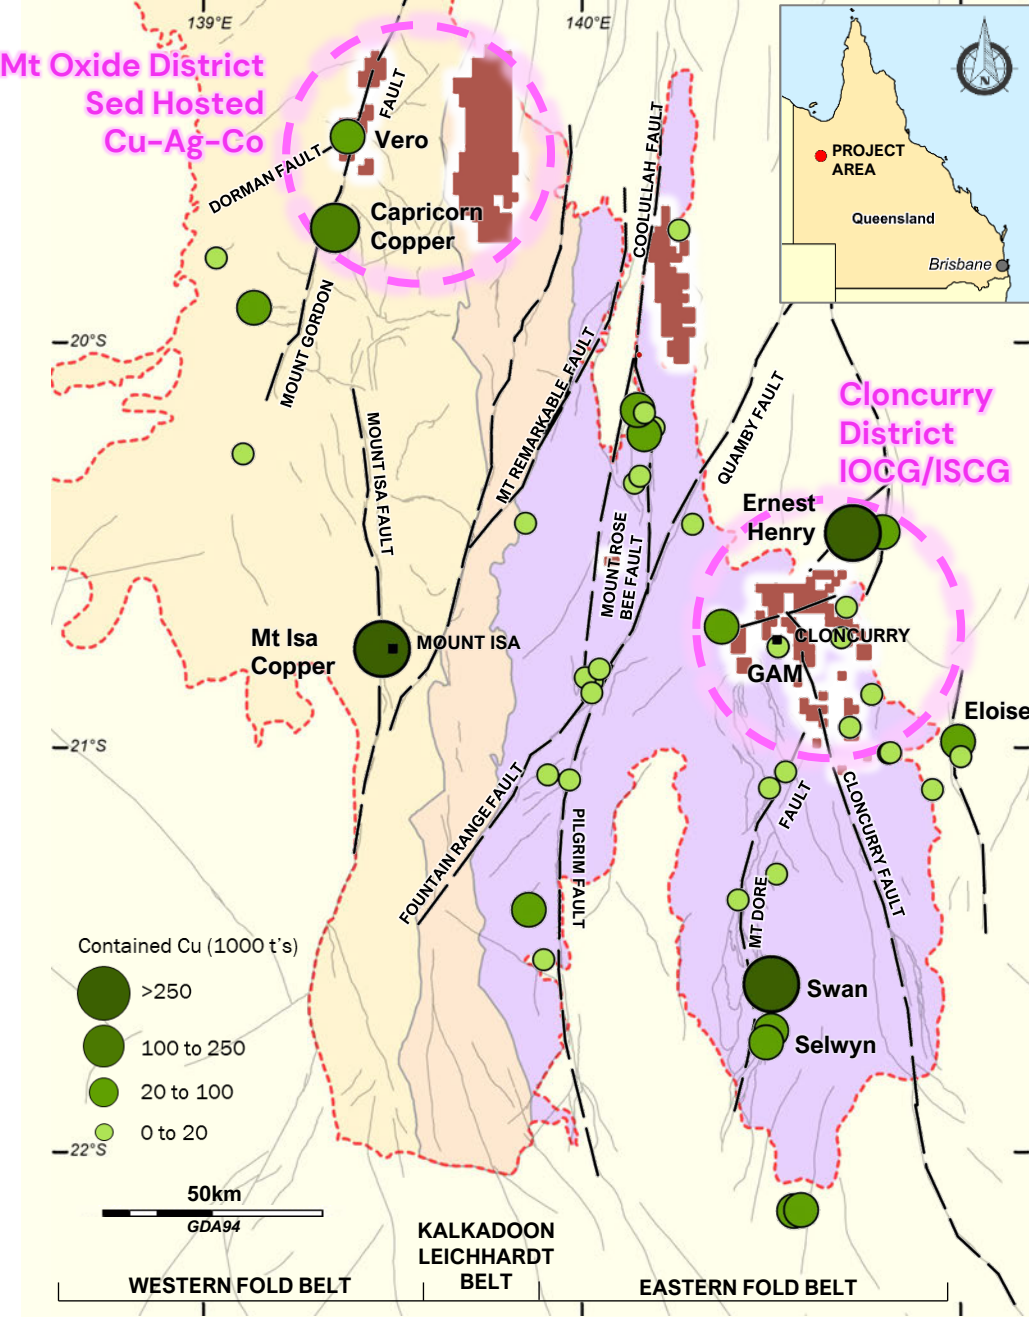 139°E
140°E
Mt Oxide District
Sed Hosted
Cu-Ag-Co
FAULT
Vero
DORMAN FAULT
Capricorn
Copper
MOUNT GORDON
COOLULLAH FAULT
PROJECT
AREA
Queensland
Brisbane
N
20°S
MT REMARKABLE FAULT
MOUNT ISA FAULT
QUAMBY FAULT
Cloncurry
District
IOCG/ISCG
Ernest
Henry
MOUNT ROSE
BEE FAULT
Mt Isa
Copper
MOUNT ISA
CLONCURRY
GAM
Eloise
21°S
FOUNTAIN RANGE FAULT
PILGRIM FAULT
FAULT
MT DORE
CLONCURRY FAULT
Contained Cu (1000 t's)
>250
100 to 250
20 to 100
0 to 20
Swan
Selwyn
22°S
50km
GDA94
KALKADOON
LEICHHARDT
BELT
WESTERN FOLD BELT
EASTERN FOLD BELT